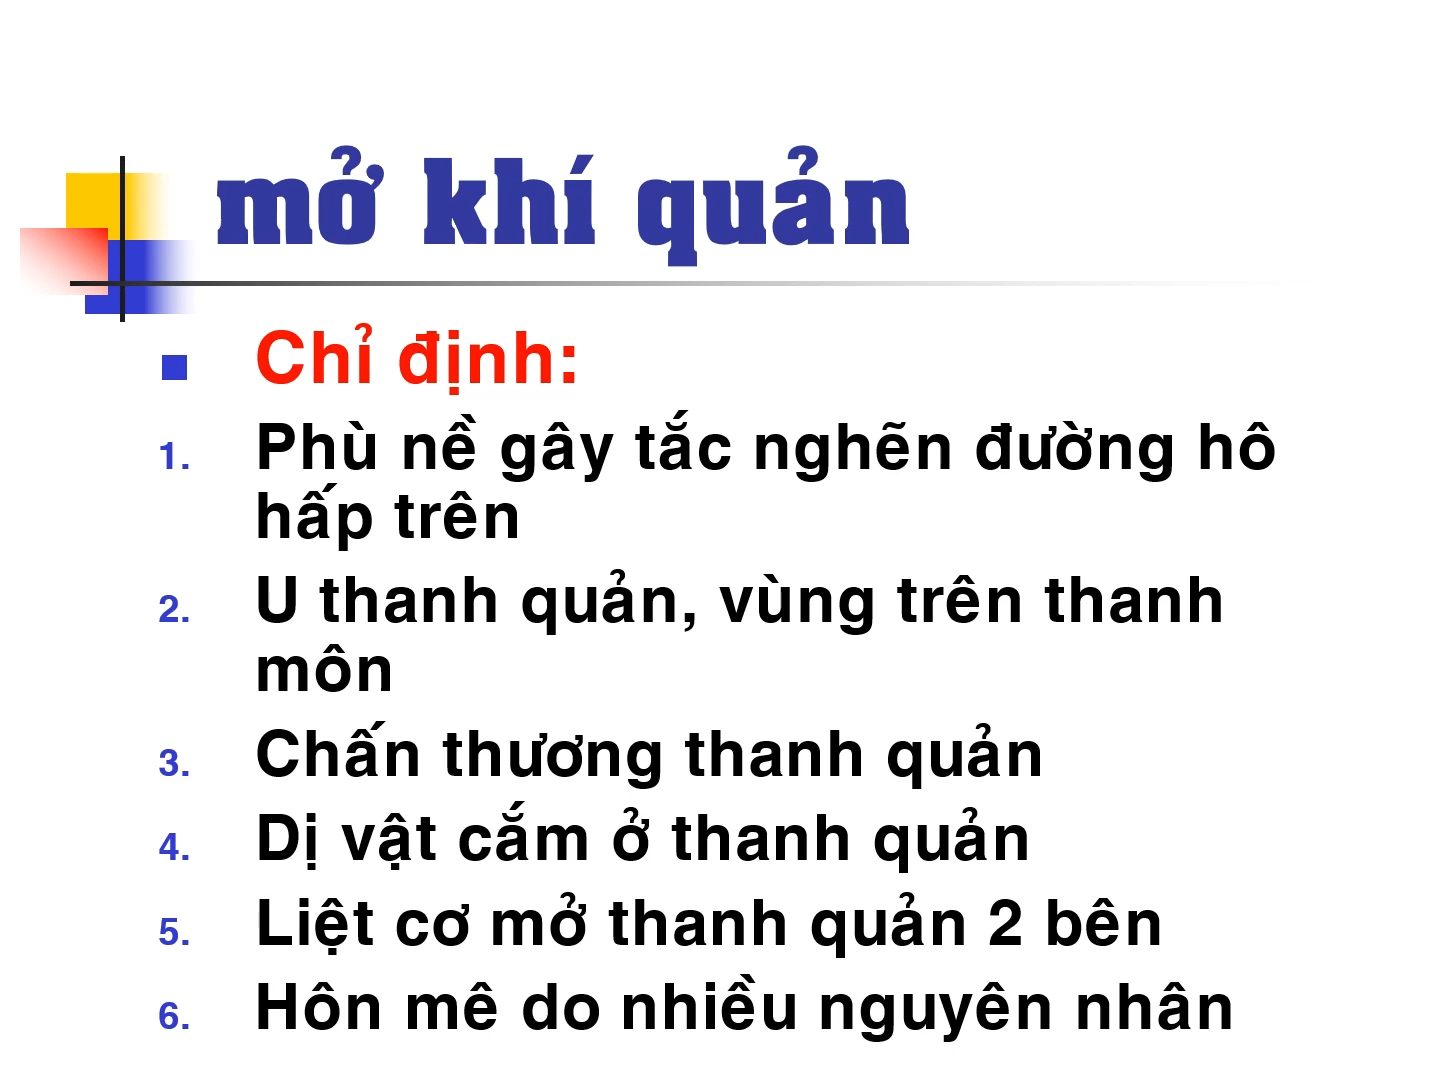 mở khí quản
Chỉ định:
1. Phù nề gây tắc nghẽn đường hô
hấp trên
2. U thanh quản, vùng trên thanh
môn
3. Chấn thương thanh quản
4. Dị vật cắm ở thanh quản
5. Liệt cơ mở thanh quản 2 bên
6. Hôn mê do nhiều nguyên nhân